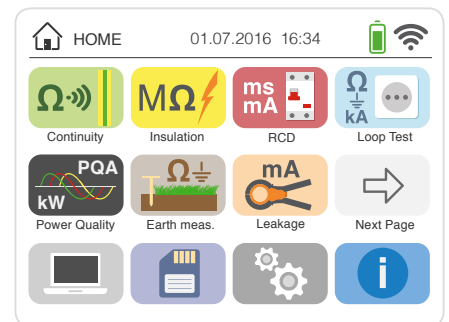 HOME 01.07.2016 16:34
Ω MΩ ms mA Ω kA
Continuity Insulation RCD Loop Test
PQA kW Ω mA
Power Quality Earth meas. Leakage Next Page
i